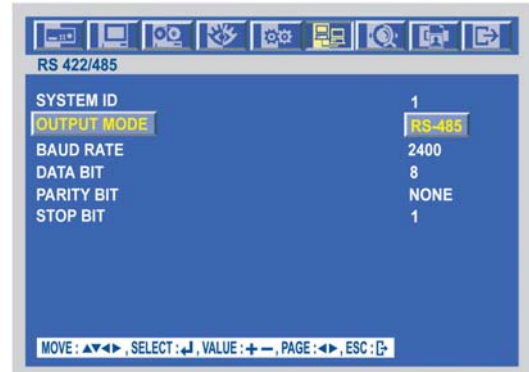 RS 422/485
SYSTEM ID 1
OUTPUT MODE RS-485
BAUD RATE 2400
DATA BIT 8
PARITY BIT NONE
STOP BIT 1
MOVE : ▲▼◄► , SELECT : ↵ , VALUE : + — , PAGE : ◄► , ESC :